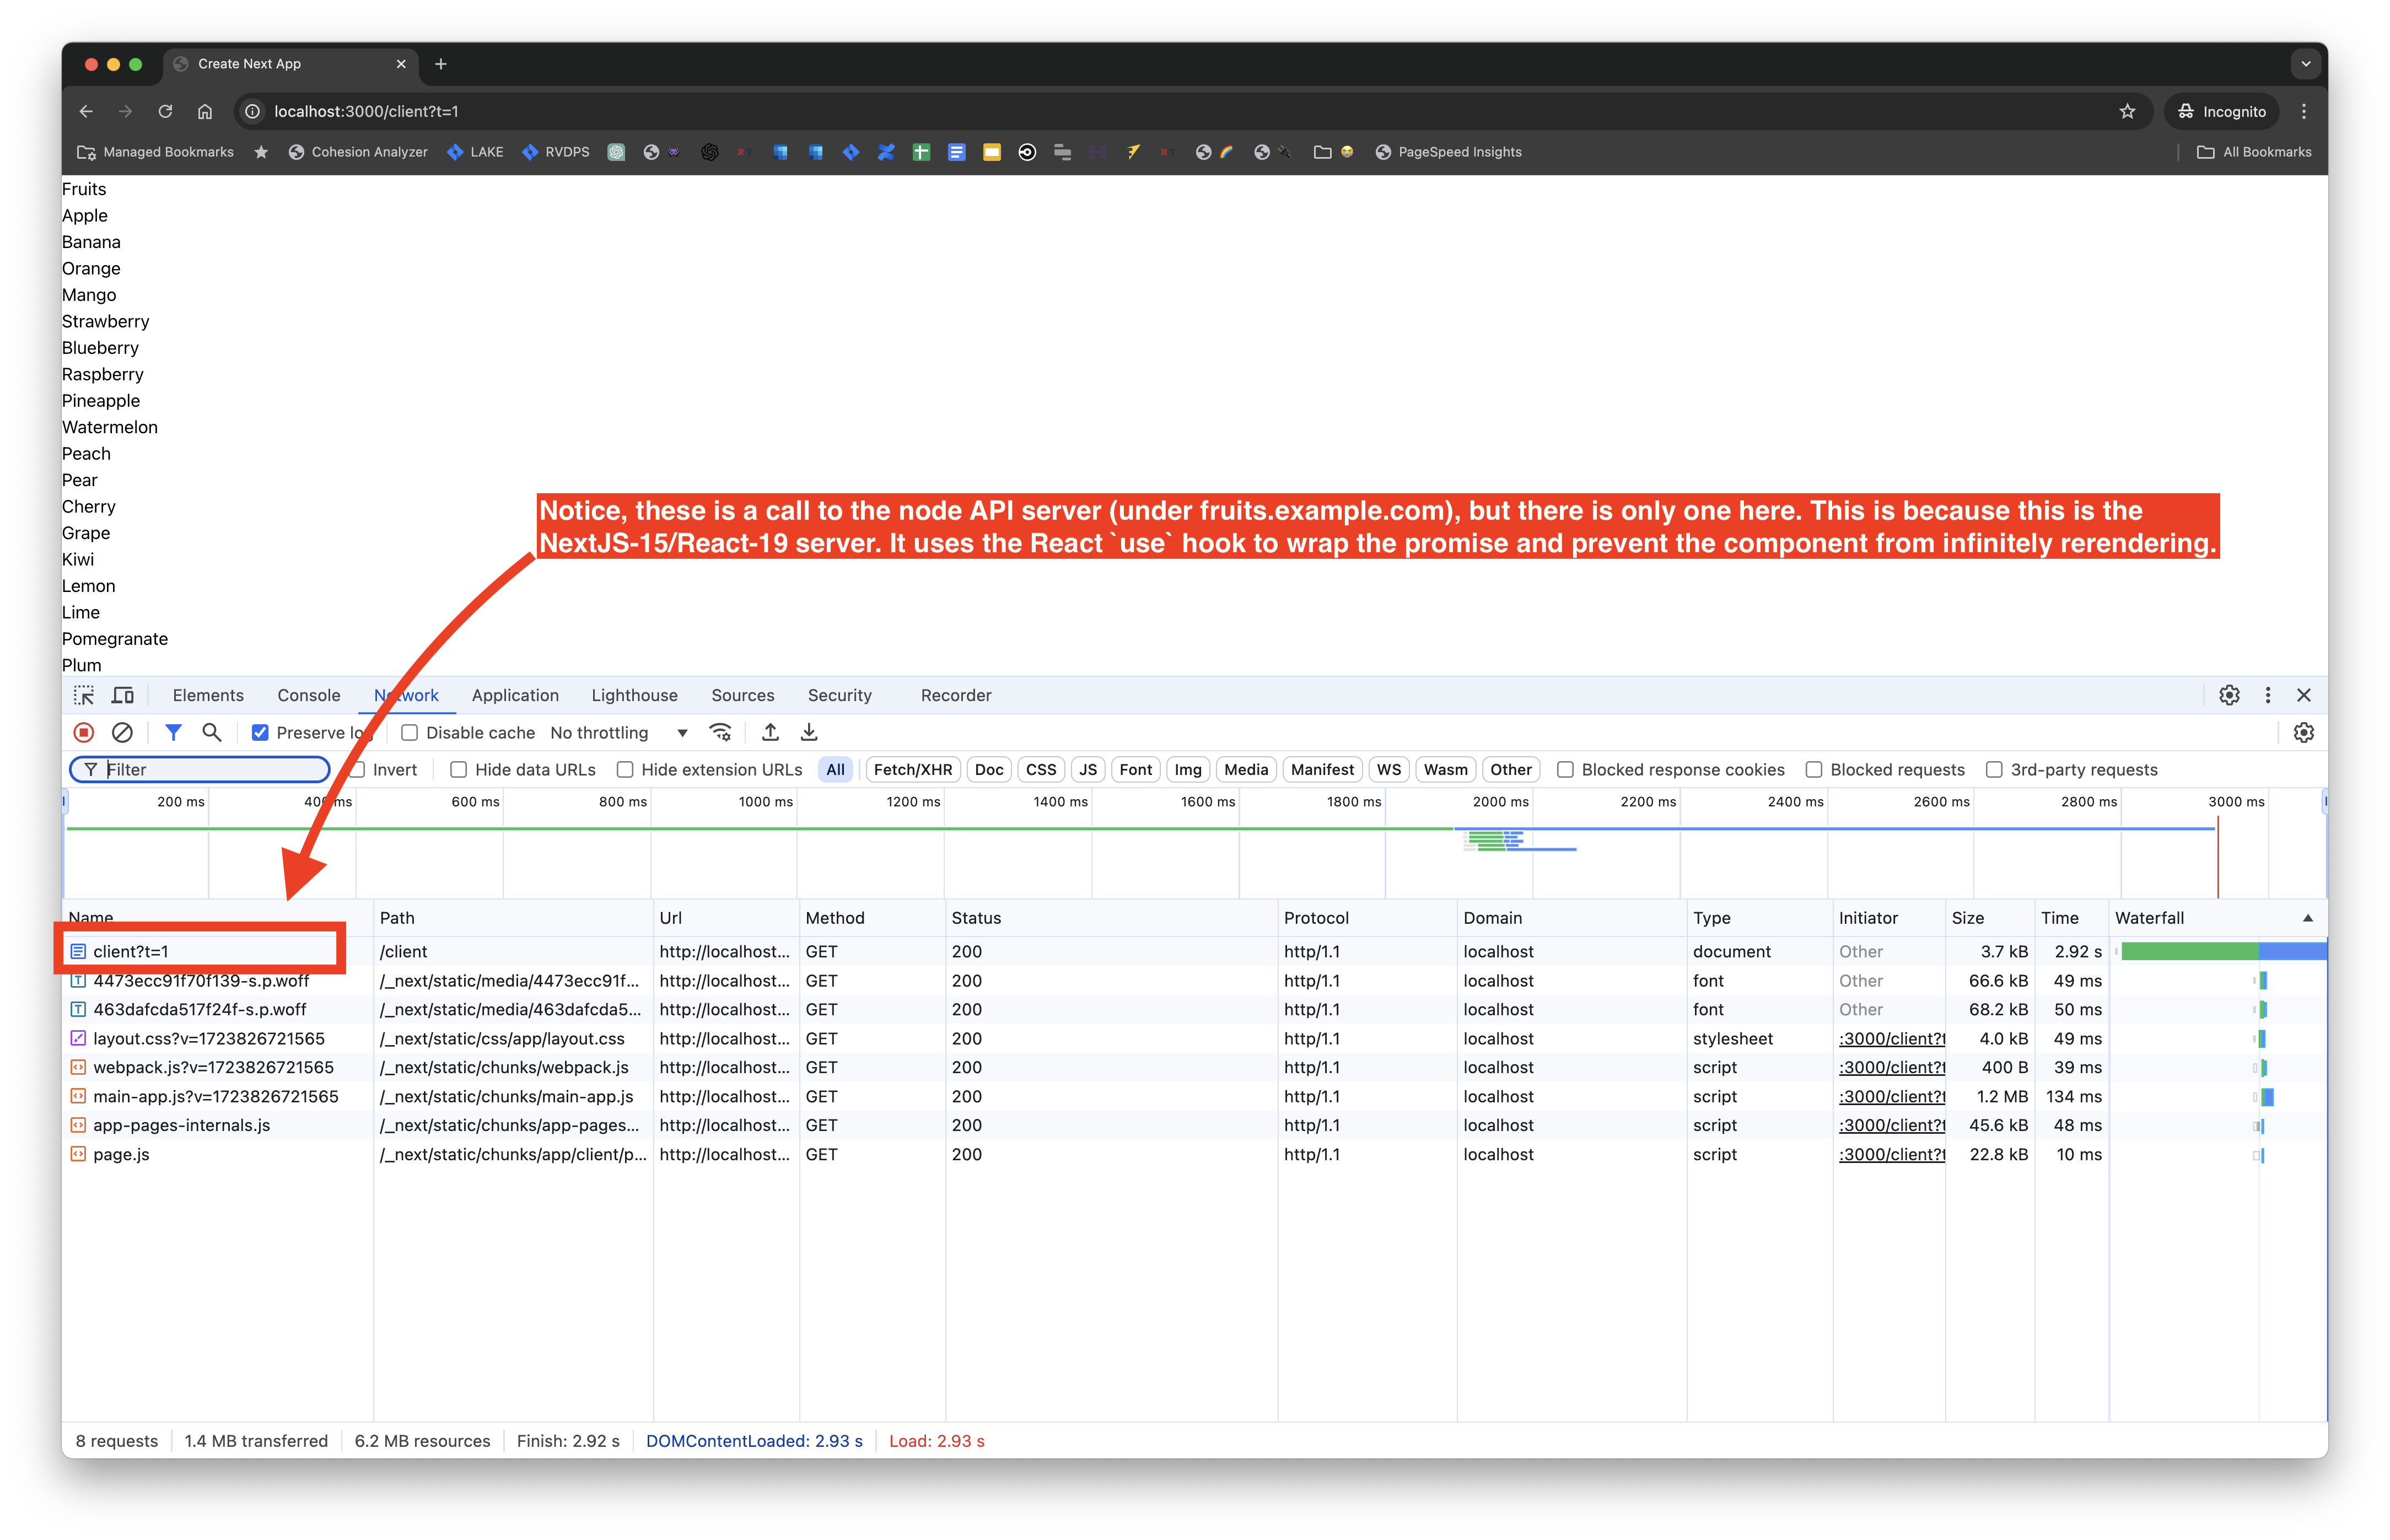 Create Next App
localhost:3000/client?t=1
Incognito
Managed Bookmarks
Cohesion Analyzer
LAKE
RVDPS
PageSpeed Insights
All Bookmarks
Fruits
Apple
Banana
Orange
Mango
Strawberry
Blueberry
Raspberry
Pineapple
Watermelon
Peach
Pear
Cherry
Grape
Kiwi
Lemon
Lime
Pomegranate
Plum
Notice, these is a call to the node API server (under fruits.example.com), but there is only one here. This is because this is the
NextJS-15/React-19 server. It uses the React `use` hook to wrap the promise and prevent the component from infinitely rerendering.
Elements Console Network Application Lighthouse Sources Security Recorder
Preserve log Disable cache No throttling
Filter Invert Hide data URLs Hide extension URLs All Fetch/XHR Doc CSS JS Font Img Media Manifest WS Wasm Other Blocked response cookies Blocked requests 3rd-party requests
200 ms 400 ms 600 ms 800 ms 1000 ms 1200 ms 1400 ms 1600 ms 1800 ms 2000 ms 2200 ms 2400 ms 2600 ms 2800 ms 3000 ms
Name Path Url Method Status Protocol Domain Type Initiator Size Time Waterfall
client?t=1 /client http://localhost... GET 200 http/1.1 localhost document Other 3.7 kB 2.92 s
4473ecc91f70f139-s.p.woff /_next/static/media/4473ecc91f... http://localhost... GET 200 http/1.1 localhost font Other 66.6 kB 49 ms
463dafcda517f24f-s.p.woff /_next/static/media/463dafcda5... http://localhost... GET 200 http/1.1 localhost font Other 68.2 kB 50 ms
layout.css?v=1723826721565 /_next/static/css/app/layout.css http://localhost... GET 200 http/1.1 localhost stylesheet :3000/client?t 4.0 kB 49 ms
webpack.js?v=1723826721565 /_next/static/chunks/webpack.js http://localhost... GET 200 http/1.1 localhost script :3000/client?t 400 B 39 ms
main-app.js?v=1723826721565 /_next/static/chunks/main-app.js http://localhost... GET 200 http/1.1 localhost script :3000/client?t 1.2 MB 134 ms
app-pages-internals.js /_next/static/chunks/app-pages... http://localhost... GET 200 http/1.1 localhost script :3000/client?t 45.6 kB 48 ms
page.js /_next/static/chunks/app/client/p... http://localhost... GET 200 http/1.1 localhost script :3000/client?t 22.8 kB 10 ms
8 requests 1.4 MB transferred 6.2 MB resources Finish: 2.92 s DOMContentLoaded: 2.93 s Load: 2.93 s